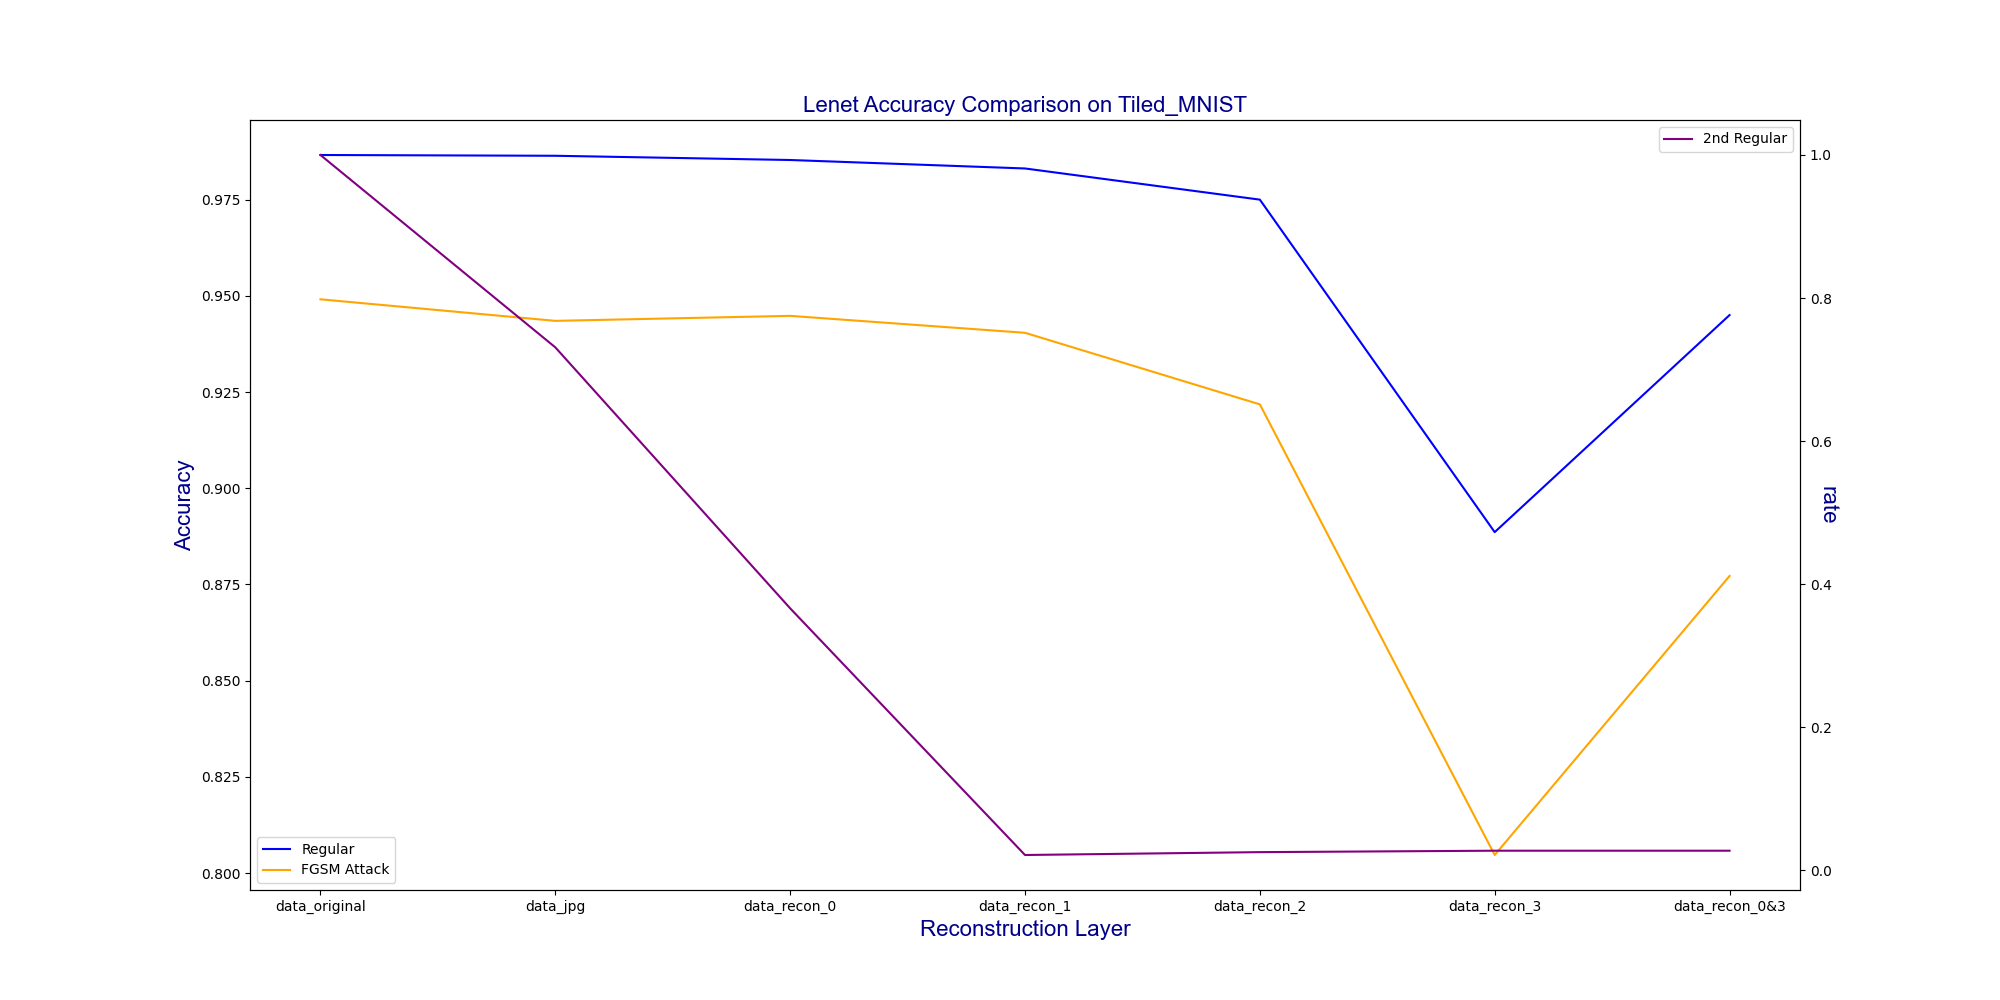 Lenet Accuracy Comparison on Tiled_MNIST
2nd Regular
Accuracy
0.975
0.950
0.925
0.900
0.875
0.850
0.825
0.800
1.0
0.8
0.6
0.4
0.2
0.0
rate
Regular
FGSM Attack
data_original data_jpg data_recon_0 data_recon_1 data_recon_2 data_recon_3 data_recon_0&3
Reconstruction Layer